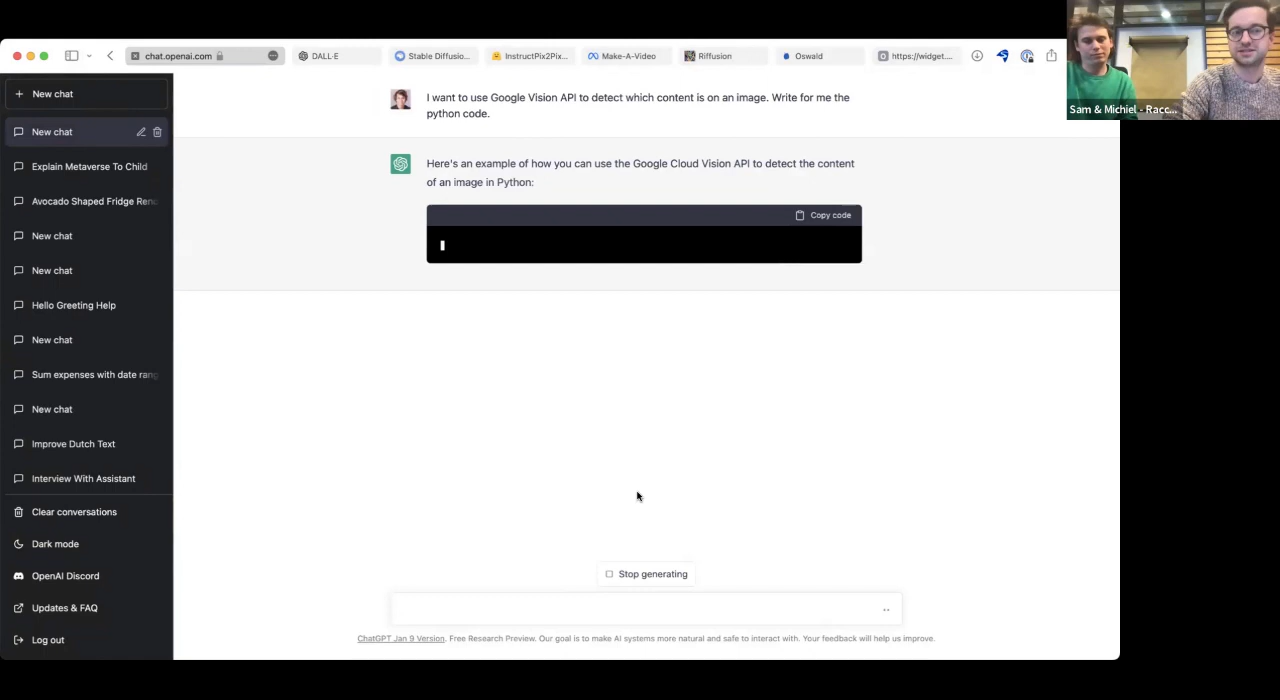 chat.openai.com
DALL-E
Stable Diffusio...
InstructPix2Pix...
Make-A-Video
Riffusion
Oswald
https://widget....
Sam & Michiel - Racc...
New chat
New chat
Explain Metaverse To Child
Avocado Shaped Fridge Ren
New chat
New chat
Hello Greeting Help
New chat
Sum expenses with date rang
New chat
Improve Dutch Text
Interview With Assistant
Clear conversations
Dark mode
OpenAI Discord
Updates & FAQ
Log out
I want to use Google Vision API to detect which content is on an image. Write for me the
python code.
Here's an example of how you can use the Google Cloud Vision API to detect the content
of an image in Python:
Copy code
Stop generating
ChatGPT Jan 9 Version. Free Research Preview. Our goal is to make AI systems more natural and safe to interact with. Your feedback will help us improve.